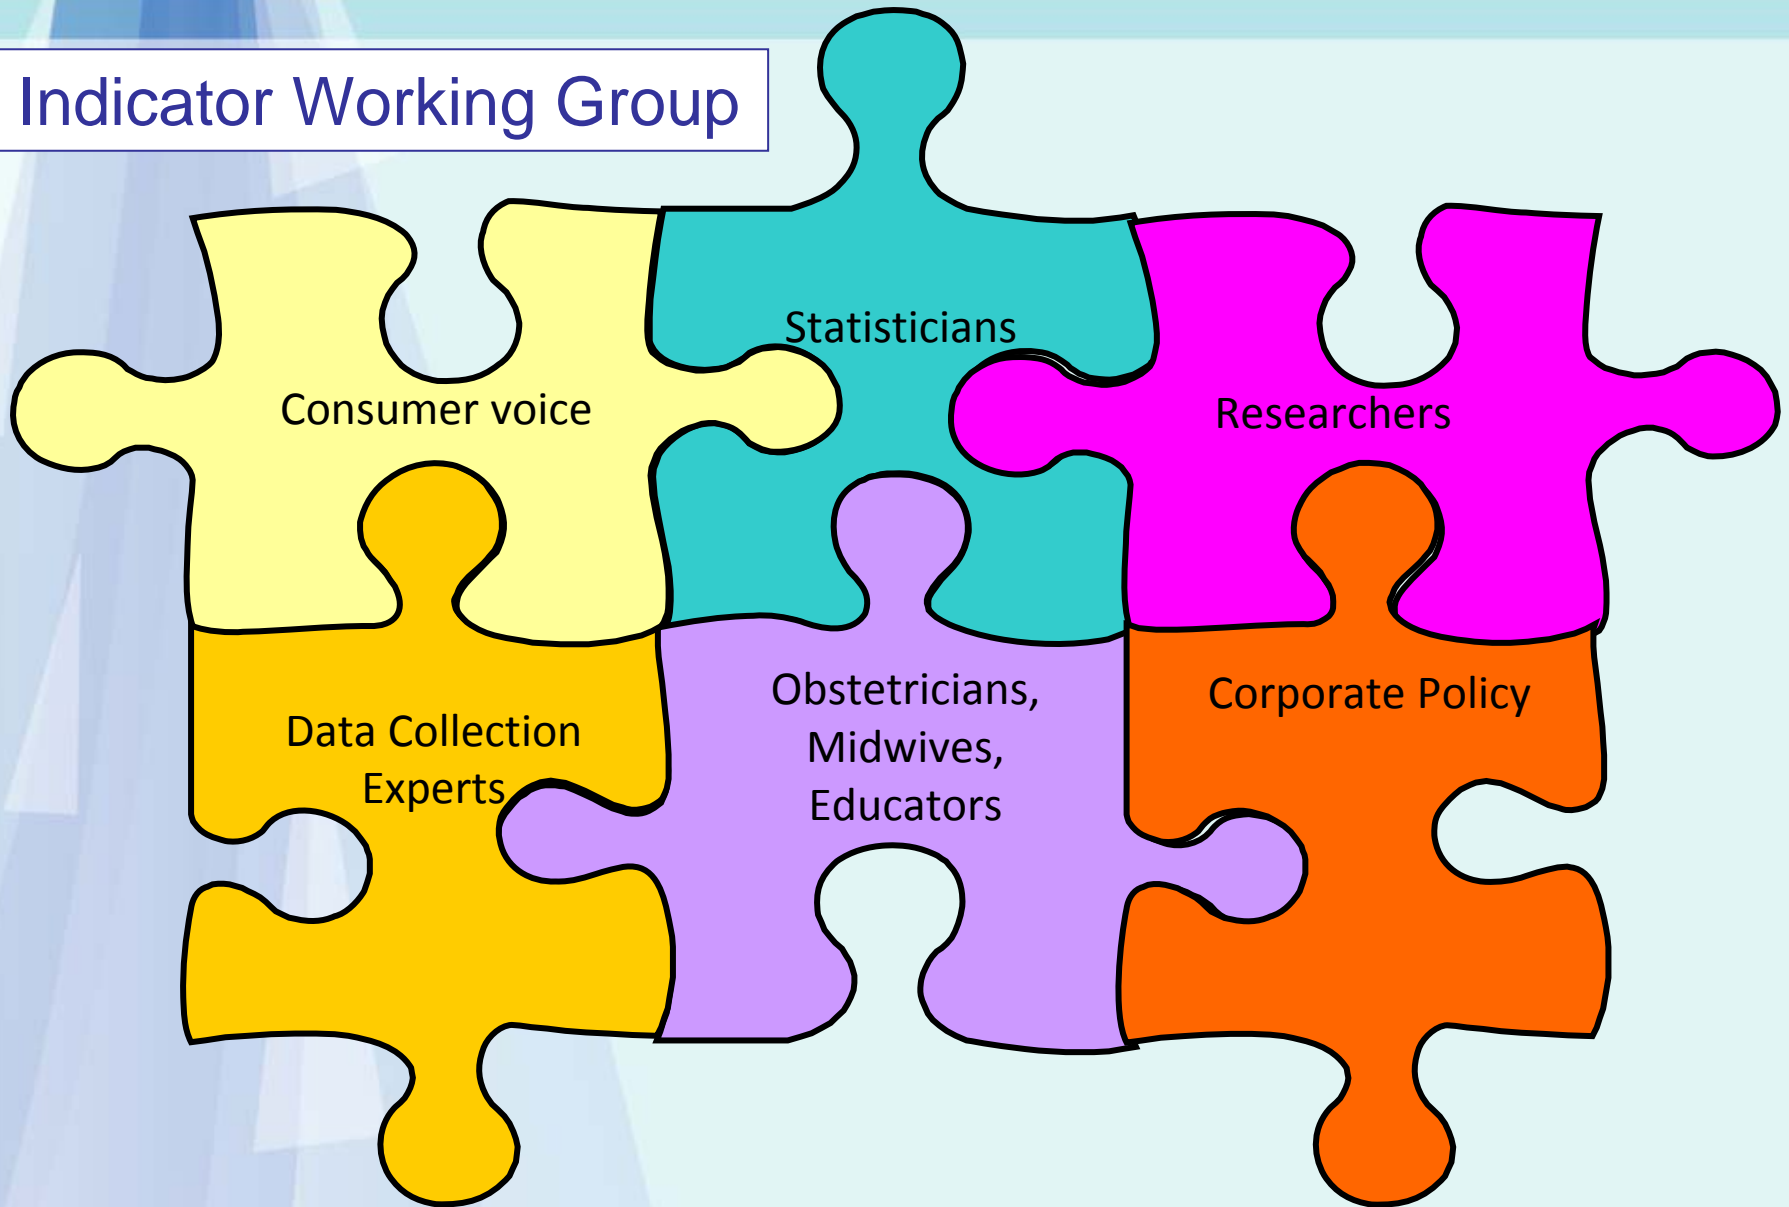 Indicator Working Group
Statisticians
Consumer voice
Researchers
Data Collection
Experts
Obstetricians,
Midwives,
Educators
Corporate Policy